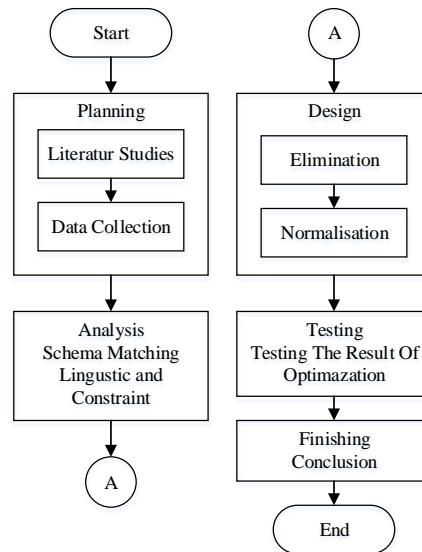 Start
Planning
Literatur Studies
Data Collection
Analysis
Schema Matching
Lingustic and
Constraint
A
A
Design
Elimination
Normalisation
Testing
Testing The Result Of
Optimazation
Finishing
Conclusion
End